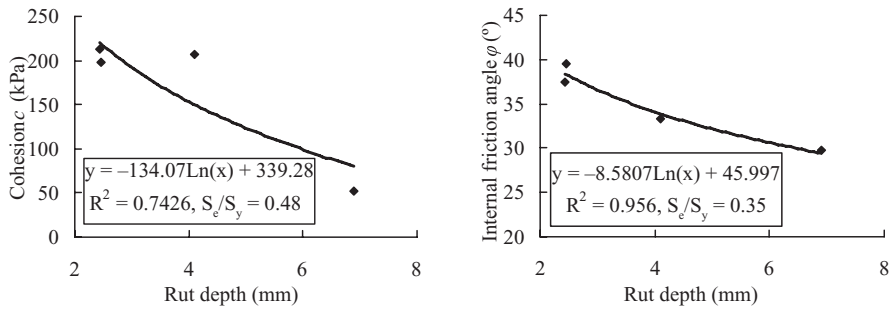 250
200
150
100
50
0
Cohesion c (kPa)
y = –134.07Ln(x) + 339.28
R² = 0.7426, Sₑ/Sᵧ = 0.48
2 4 6 8
Rut depth (mm)
45
40
35
30
25
20
Internal friction angle φ (º)
y = –8.5807Ln(x) + 45.997
R² = 0.956, Sₑ/Sᵧ = 0.35
2 4 6 8
Rut depth (mm)